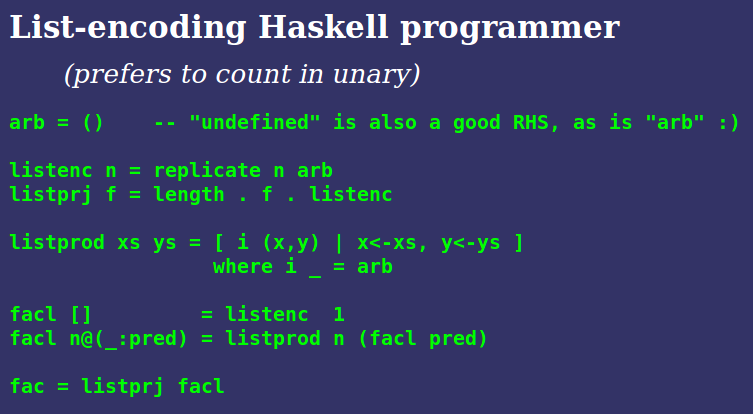 List-encoding Haskell programmer
(prefers to count in unary)
arb = ()    -- "undefined" is also a good RHS, as is "arb" :)
listenc n = replicate n arb
listprj f = length . f . listenc
listprod xs ys = [ i (x,y) | x<-xs, y<-ys ]
                 where i _ = arb
facl []         = listenc  1
facl n@(_:pred) = listprod n (facl pred)
fac = listprj facl